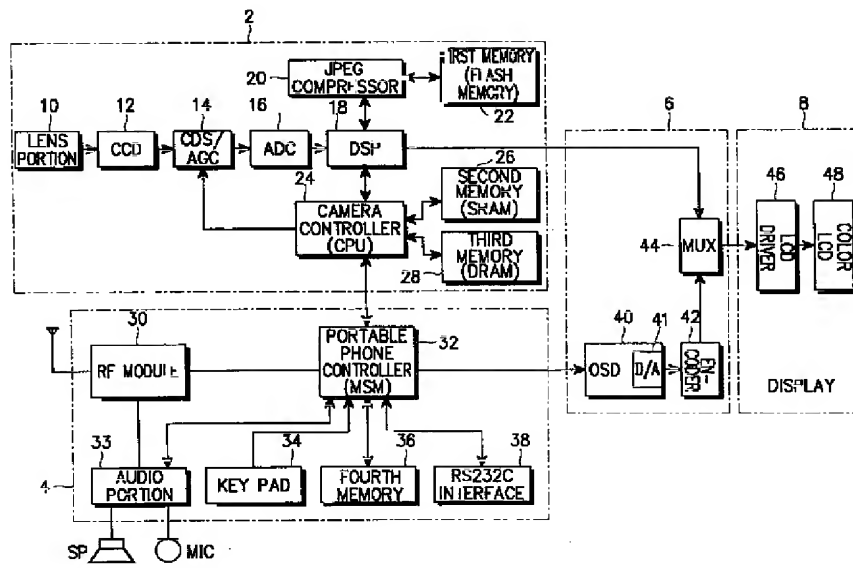 2
20
JPEG
COMPRESSOR
IRST MEMORY
(FLASH
MEMORY)
22
10
12
14
16
18
LENS
PORTION
CCD
CDS/
AGC
ADC
DSP
24
CAMERA
CONTROLLER
(CPU)
26
SECOND
MEMORY
(SRAM)
THIRD
MEMORY
(DRAM)
28
6
8
44
MUX
46
LCD
DRIVER
48
COLOR
LCD
30
RF MODULE
PORTABLE
PHONE
CONTROLLER
(MSM)
32
40
41
42
OSD
D/A
EN-
CODER
DISPLAY
33
AUDIO
PORTION
4
34
KEY PAD
36
FOURTH
MEMORY
38
RS232C
INTERFACE
SP
MIC